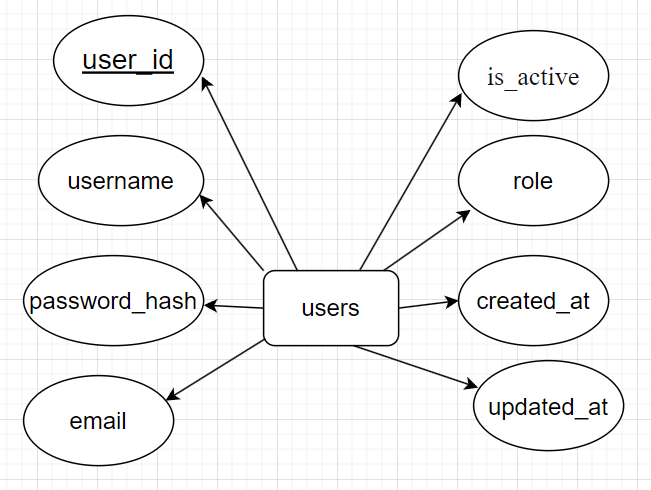 user_id
is_active
username
role
password_hash
users
created_at
email
updated_at